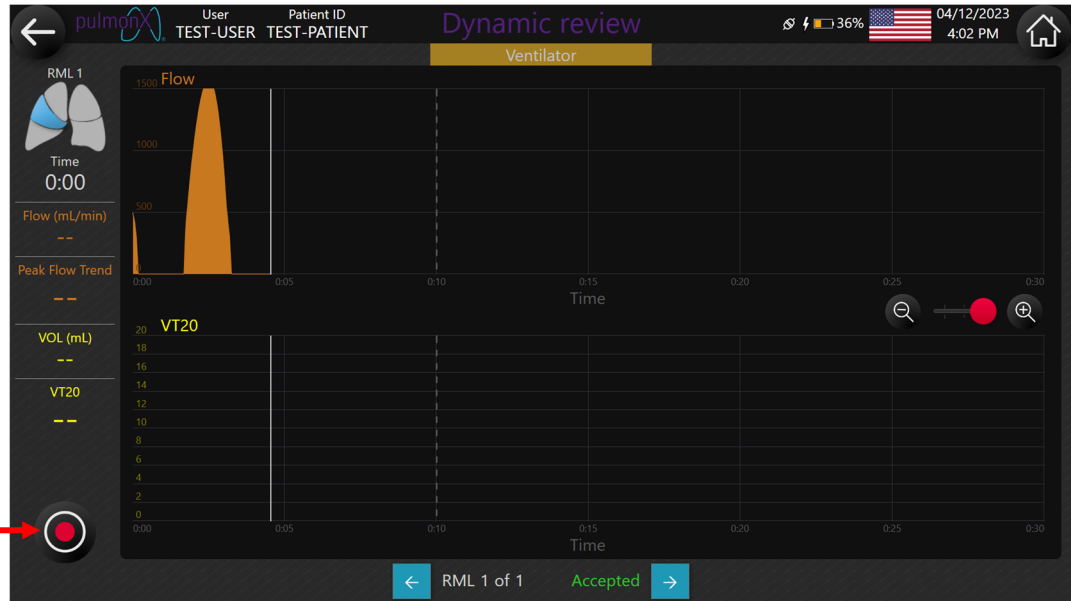 pulmonX
User
TEST-USER
Patient ID
TEST-PATIENT
Dynamic review
36%
04/12/2023
4:02 PM
Ventilator
RML 1
Time
0:00
Flow (mL/min)
--
Peak Flow Trend
--
VOL (mL)
--
VT20
--
Flow
1500
1000
500
0
0:00 0:05 0:10 0:15 0:20 0:25 0:30
Time
VT20
20
18
16
14
12
10
8
6
4
2
0
0:00 0:05 0:10 0:15 0:20 0:25 0:30
Time
RML 1 of 1 Accepted